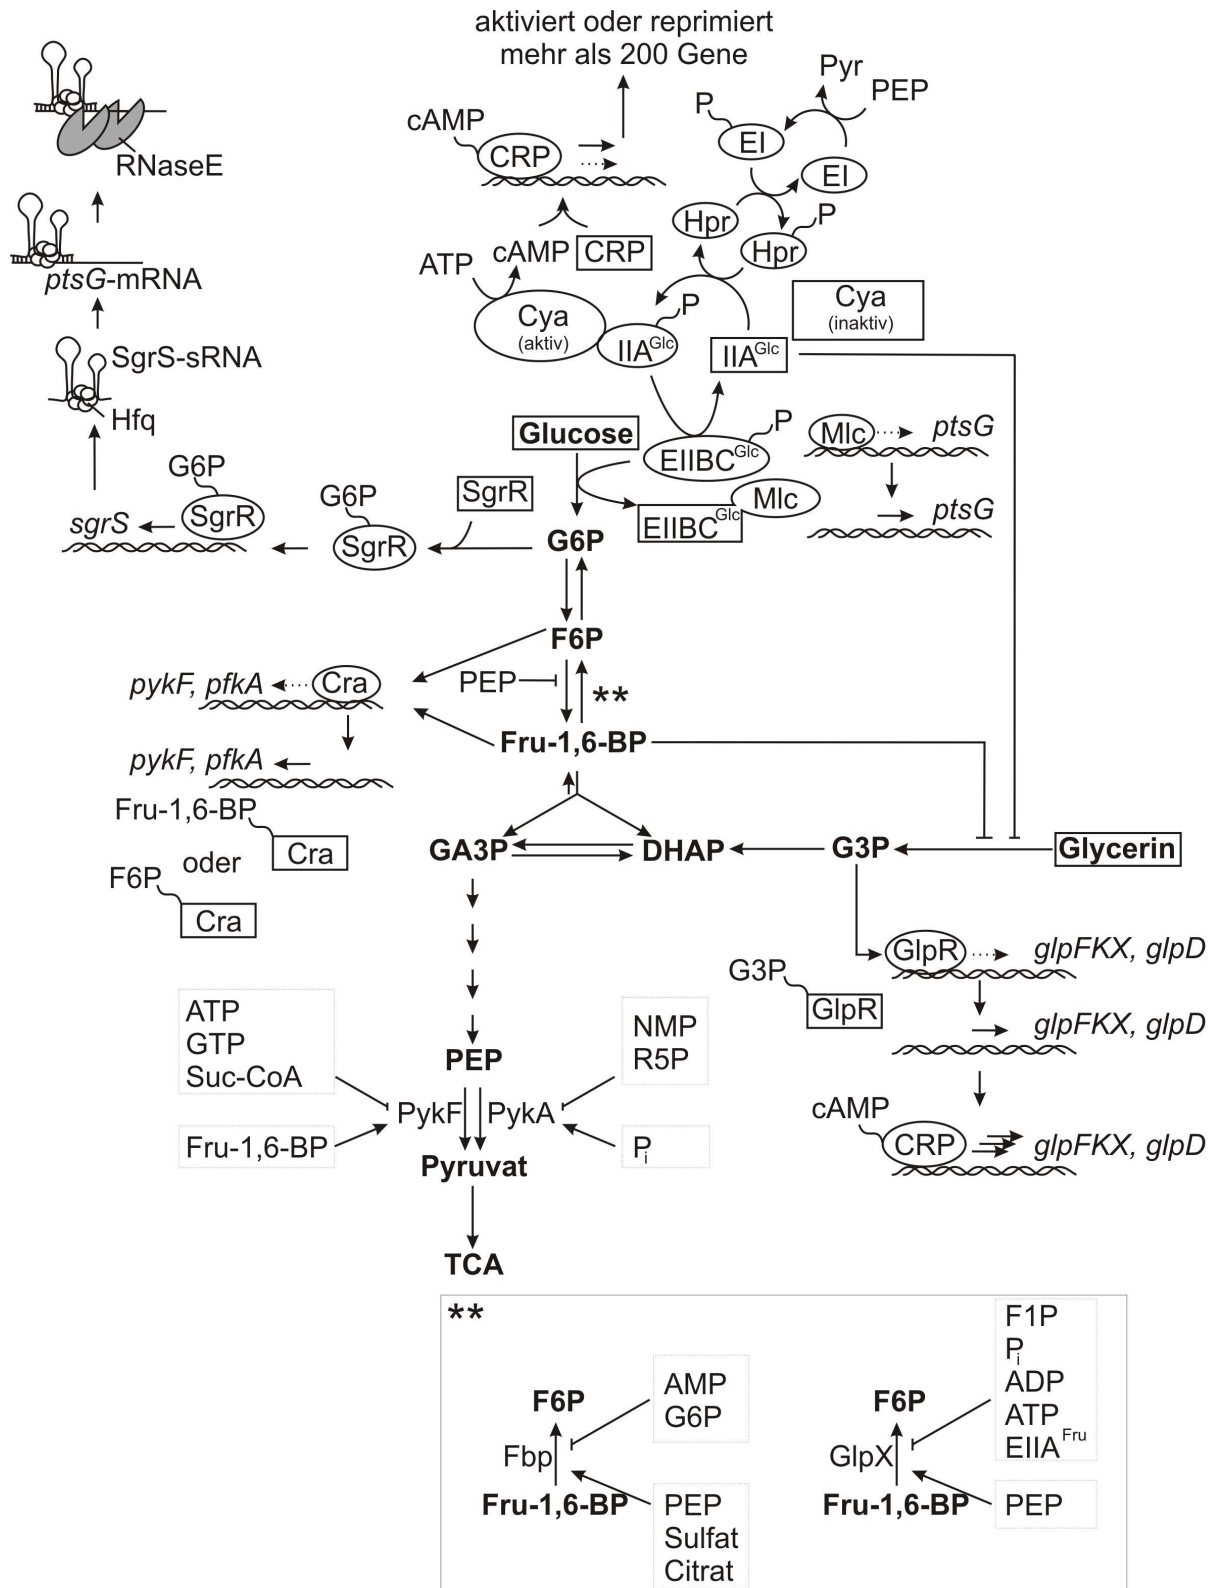 aktiviert oder reprimiert
mehr als 200 Gene
Pyr
PEP
P
cAMP
CRP
EI
EI
RNaseE
Hpr
P
Hpr
ATP
cAMP
CRP
ptsG-mRNA
Cya
(aktiv)
P
IIAGlc
IIAGlc
Cya
(inaktiv)
SgrS-sRNA
Hfq
Glucose
P
EIIBCGlc
Mlc
ptsG
G6P
SgrR
sgrS
G6P
SgrR
SgrR
Mlc
EIIBCGlc
ptsG
G6P
F6P
pykF, pfkA
Cra
PEP
**
Fru-1,6-BP
pykF, pfkA
Fru-1,6-BP
Cra
oder
F6P
Cra
GA3P
DHAP
G3P
Glycerin
GlpR
glpFKX, glpD
G3P
GlpR
glpFKX, glpD
ATP
GTP
Suc-CoA
NMP
R5P
PEP
PykF
PykA
Fru-1,6-BP
Pi
Pyruvat
cAMP
CRP
glpFKX, glpD
TCA
**
F6P
Fbp
Fru-1,6-BP
AMP
G6P
PEP
Sulfat
Citrat
F6P
GlpX
Fru-1,6-BP
F1P
Pi
ADP
ATP
EIIAFru
PEP